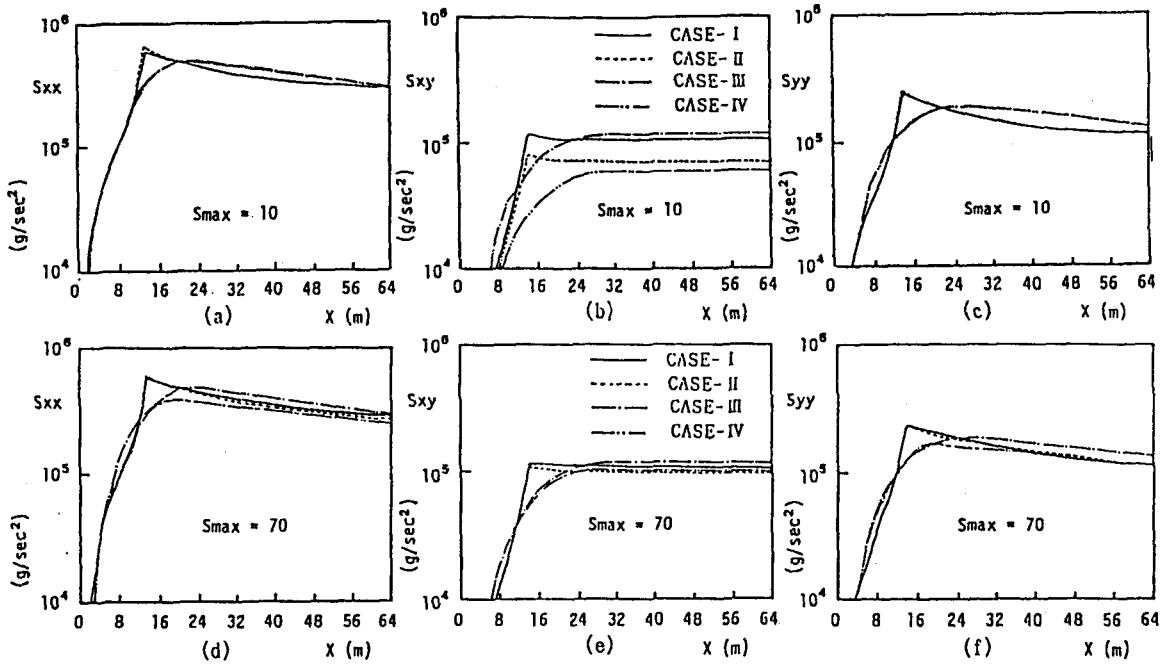 10⁶
Sxx
10⁵
(g/sec²)
10⁴
Smax = 10
0 8 16 24 32 40 48 56 64
(a) X (m)
10⁶
Sxy
10⁵
(g/sec²)
10⁴
CASE-I
CASE-II
CASE-III
CASE-IV
Smax = 10
0 8 16 24 32 40 48 56 64
(b) X (m)
10⁶
Syy
10⁵
(g/sec²)
10⁴
Smax = 10
0 8 16 24 32 40 48 56 64
(c) X (m)
10⁶
Sxx
10⁵
(g/sec²)
10⁴
Smax = 70
0 8 16 24 32 40 48 56 64
(d) X (m)
10⁶
Sxy
10⁵
(g/sec²)
10⁴
CASE-I
CASE-II
CASE-III
CASE-IV
Smax = 70
0 8 16 24 32 40 48 56 64
(e) X (m)
10⁶
Syy
10⁵
(g/sec²)
10⁴
Smax = 70
0 8 16 24 32 40 48 56 64
(f) X (m)